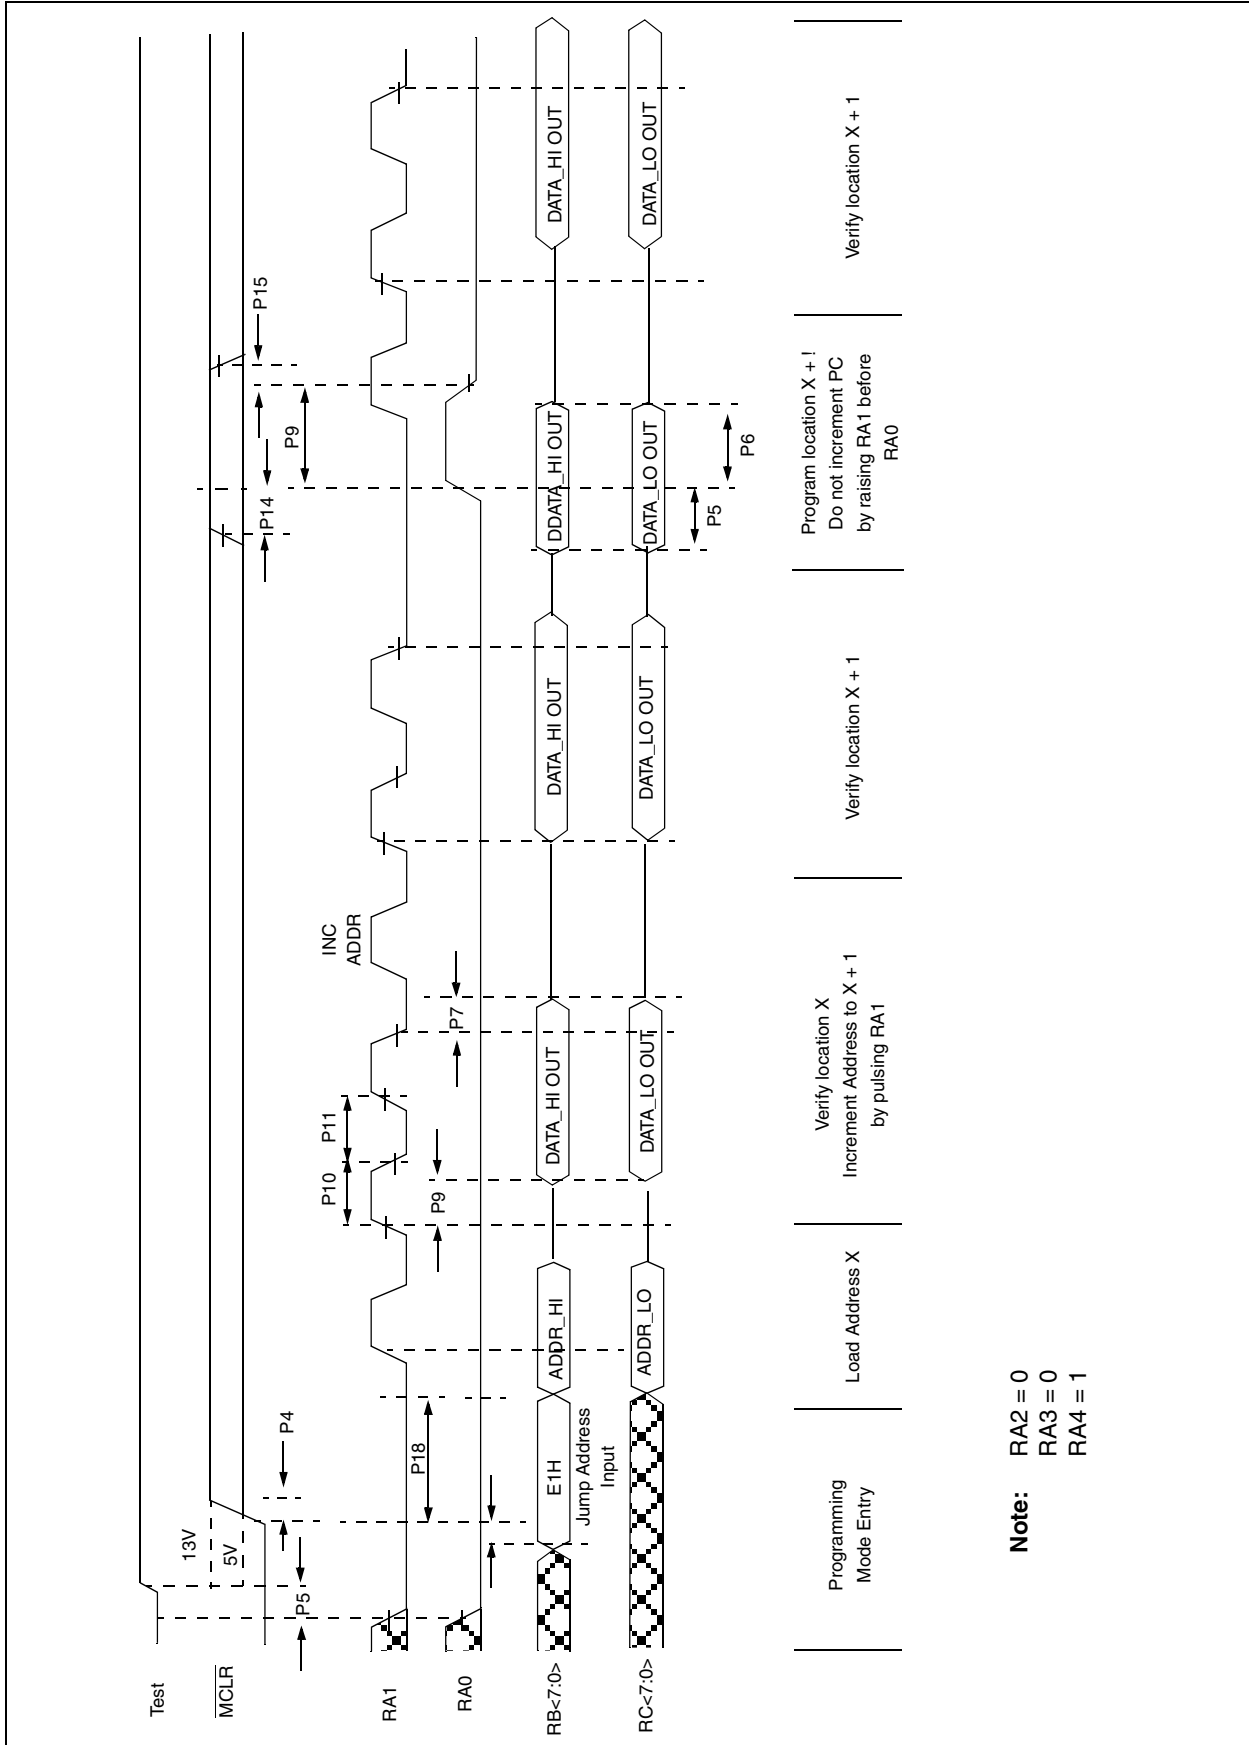 Test
MCLR
13V
5V
P5
P4
P15
P14
P9
RA1
P10
P11
INC
ADDR
RA0
P18
P9
P7
RB<7:0>
E1H
ADDR_HI
DATA_HI OUT
DATA_HI OUT
DDATA_HI OUT
DATA_HI OUT
Jump Address
Input
RC<7:0>
ADDR_LO
DATA_LO OUT
DATA_LO OUT
DATA_LO OUT
DATA_LO OUT
P5
P6
Programming
Mode Entry
Load Address X
Verify location X
Increment Address to X + 1
by pulsing RA1
Verify location X + 1
Program location X + !
Do not increment PC
by raising RA1 before
RA0
Verify location X + 1
Note: RA2 = 0
RA3 = 0
RA4 = 1